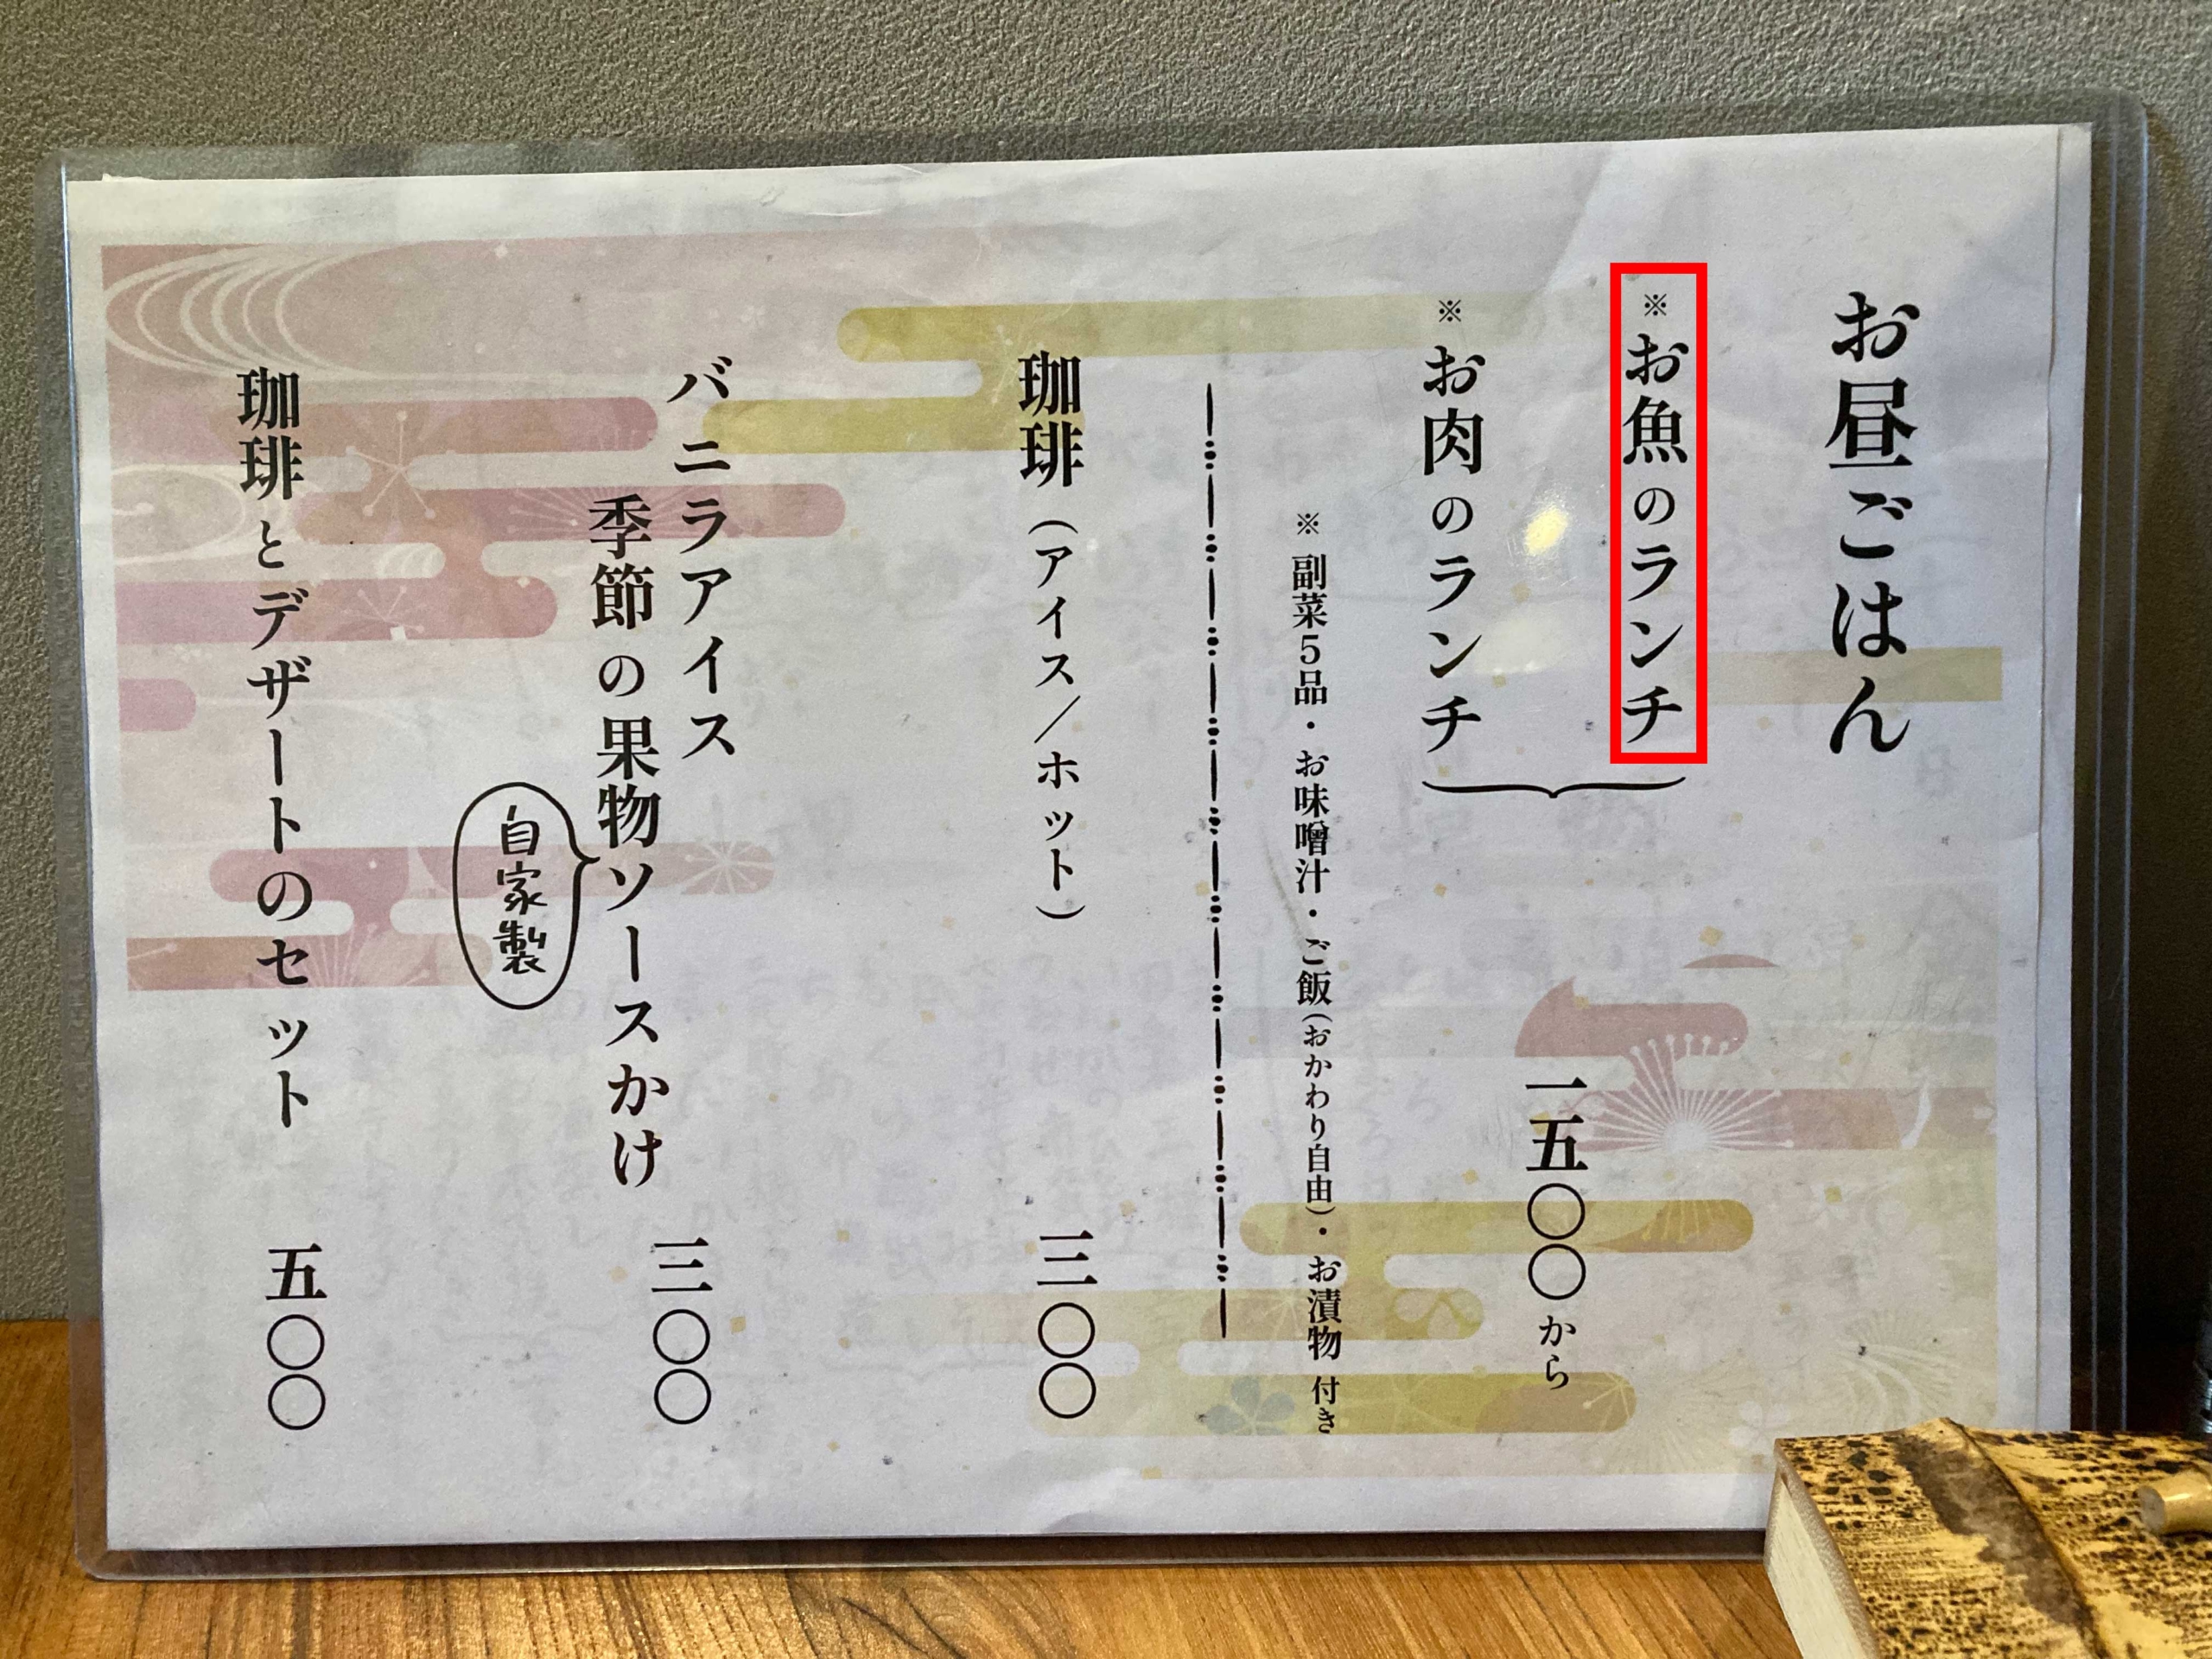 お昼ごはん
※お魚のランチ
※お肉のランチ
一五〇〇から
※副菜５品・お味噌汁・ご飯(おかわり自由)・お漬物 付き
珈琲(アイス/ホット) 三〇〇
バニラアイス
季節の果物ソースかけ 三〇〇
自家製
珈琲とデザートのセット 五〇〇